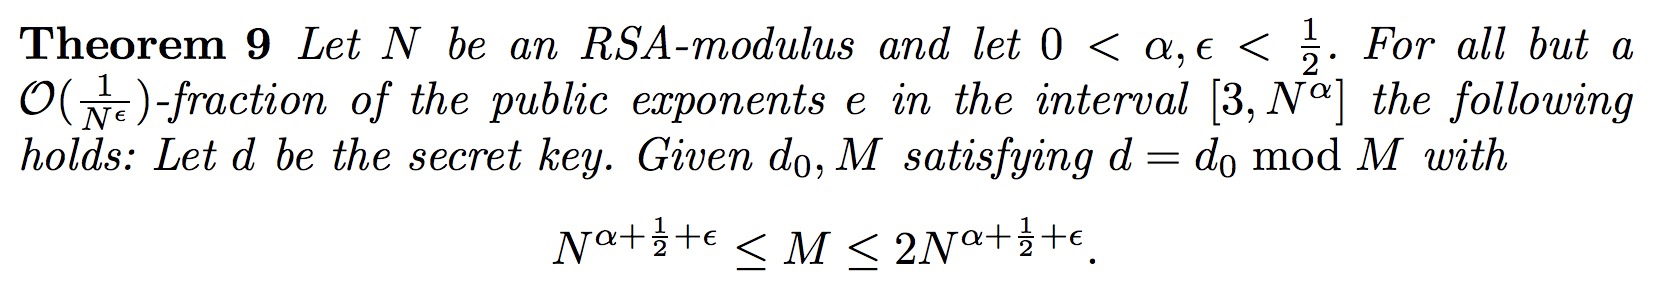 Theorem 9 Let N be an RSA-modulus and let 0 < α, ϵ < 1/2. For all but a
𝒪(1/N^ϵ)-fraction of the public exponents e in the interval [3, N^α] the following
holds: Let d be the secret key. Given d₀, M satisfying d = d₀ mod M with
N^{α+1/2+ϵ} ≤ M ≤ 2N^{α+1/2+ϵ}.